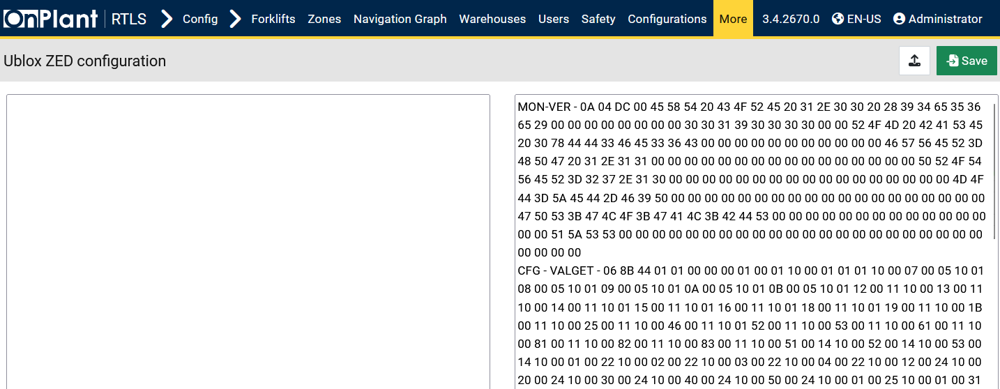 OnPlant RTLS Config Forklifts Zones Navigation Graph Warehouses Users Safety Configurations More 3.4.2670.0 EN-US Administrator
Ublox ZED configuration
Save
MON-VER - 0A 04 DC 00 45 58 54 20 43 4F 52 45 20 31 2E 30 30 20 28 39 34 65 35 36
65 29 00 00 00 00 00 00 00 00 30 30 31 39 30 30 30 30 00 00 52 4F 4D 20 42 41 53 45
20 30 78 44 44 33 46 45 33 36 43 00 00 00 00 00 00 00 00 00 00 00 46 57 56 45 52 3D
48 50 47 20 31 2E 31 31 00 00 00 00 00 00 00 00 00 00 00 00 00 00 00 00 50 52 4F 54
56 45 52 3D 32 37 2E 31 30 00 00 00 00 00 00 00 00 00 00 00 00 00 00 00 00 00 4D 4F
44 3D 5A 45 44 2D 46 39 50 00 00 00 00 00 00 00 00 00 00 00 00 00 00 00 00 00 00 00
47 50 53 3B 47 4C 4F 3B 47 41 4C 3B 42 44 53 00 00 00 00 00 00 00 00 00 00 00 00 00
00 00 51 5A 53 53 00 00 00 00 00 00 00 00 00 00 00 00 00 00 00 00 00 00 00 00 00 00
00 00 00 00
CFG - VALGET - 06 8B 44 01 01 00 00 00 01 00 01 10 00 01 01 01 10 00 07 00 05 10 01
08 00 05 10 01 09 00 05 10 01 0A 00 05 10 01 0B 00 05 10 01 12 00 11 10 00 13 00 11
10 00 14 00 11 10 01 15 00 11 10 01 16 00 11 10 01 18 00 11 10 01 19 00 11 10 00 1B
00 11 10 00 25 00 11 10 00 46 00 11 10 01 52 00 11 10 00 53 00 11 10 00 61 00 11 10
00 81 00 11 10 00 82 00 11 10 00 83 00 11 10 00 51 00 14 10 00 52 00 14 10 00 53 00
14 10 00 01 00 22 10 00 02 00 22 10 00 03 00 22 10 00 04 00 22 10 00 12 00 24 10 00
20 00 24 10 00 30 00 24 10 00 40 00 24 10 00 50 00 24 10 00 01 00 25 10 00 01 00 31